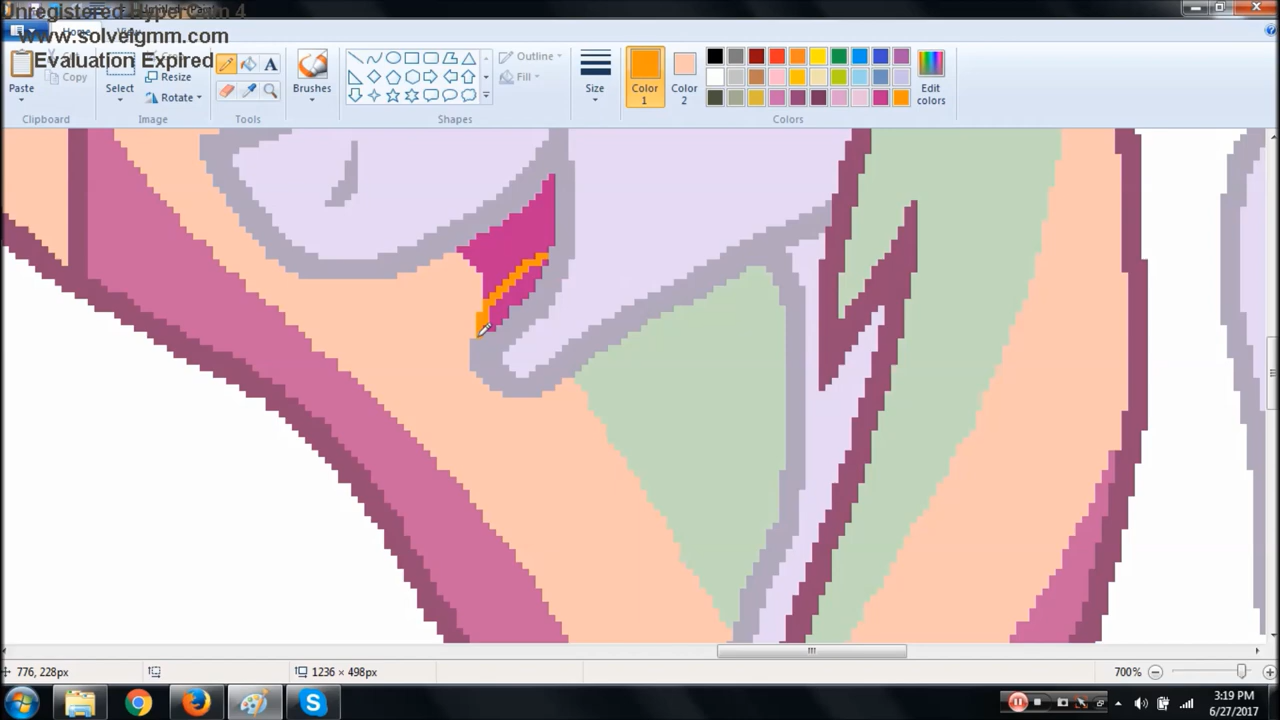 Unregistered HyperCam 4
www.solveigmm.com
Evaluation Expired
Home
Paste
Copy
Clipboard
Select
Resize
Rotate
Image
Tools
Brushes
Shapes
Outline
Fill
Size
Color 1
Color 2
Colors
Edit colors
776, 228px
1236 × 498px
700%
3:19 PM
6/27/2017